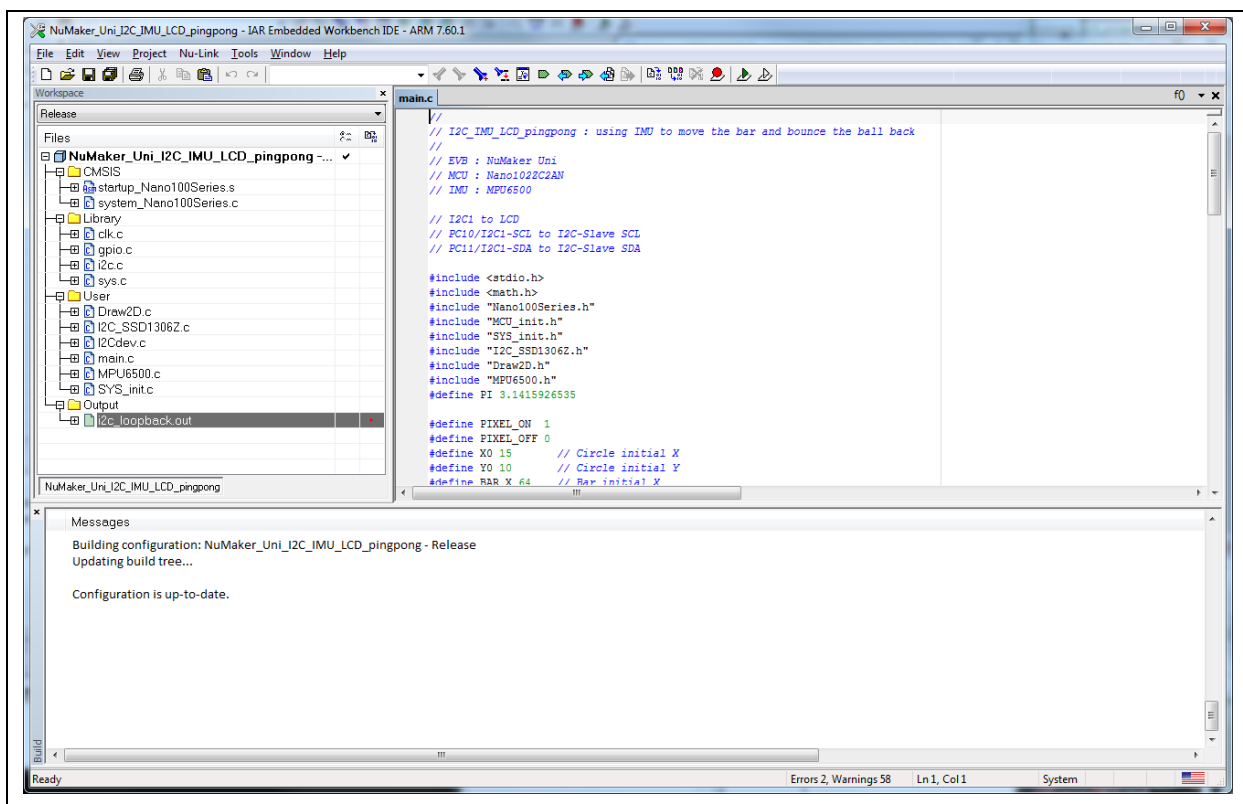 NuMaker_Uni_I2C_IMU_LCD_pingpong - IAR Embedded Workbench IDE - ARM 7.60.1
File Edit View Project Nu-Link Tools Window Help
Workspace
Release
Files
NuMaker_Uni_I2C_IMU_LCD_pingpong -...
CMSIS
startup_Nano100Series.s
system_Nano100Series.c
Library
clk.c
gpio.c
i2c.c
sys.c
User
Draw2D.c
I2C_SSD1306Z.c
I2Cdev.c
main.c
MPU6500.c
SYS_init.c
Output
i2c_loopback.out
NuMaker_Uni_I2C_IMU_LCD_pingpong
main.c
f()
//
// I2C_IMU_LCD_pingpong : using IMU to move the bar and bounce the ball back
//
// EVB : NuMaker Uni
// MCU : Nano102ZC2AN
// IMU : MPU6500
// I2C1 to LCD
// PC10/I2C1-SCL to I2C-Slave SCL
// PC11/I2C1-SDA to I2C-Slave SDA
#include <stdio.h>
#include <math.h>
#include "Nano100Series.h"
#include "MCU_init.h"
#include "SYS_init.h"
#include "I2C_SSD1306Z.h"
#include "Draw2D.h"
#include "MPU6500.h"
#define PI 3.1415926535
#define PIXEL_ON 1
#define PIXEL_OFF 0
#define X0 15 // Circle initial X
#define Y0 10 // Circle initial Y
#define BAR_X 64 // Bar initial X
Messages
Building configuration: NuMaker_Uni_I2C_IMU_LCD_pingpong - Release
Updating build tree...
Configuration is up-to-date.
Build
Ready
Errors 2, Warnings 58
Ln 1, Col 1
System